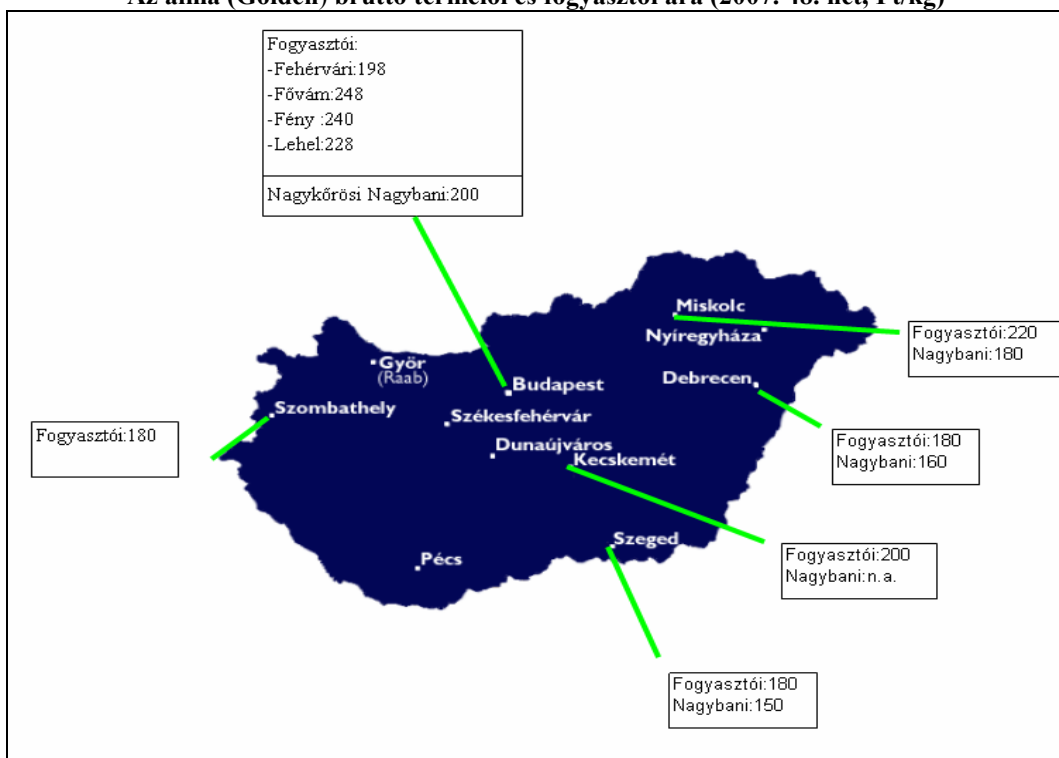 Az alma (Golden) bruttó termelői és fogyasztói ára (2007. 48. hét, Ft/kg)
Fogyasztói:
-Fehérvári:198
-Fővám:248
-Fény :240
-Lehel:228
Nagykőrösi Nagybani:200
Miskolc
Nyíregyháza
Fogyasztói:220
Nagybani:180
Győr
(Raab)
Budapest
Debrecen
Szombathely
Székesfehérvár
Fogyasztói:180
Dunaújváros
Kecskemét
Fogyasztói:180
Nagybani:160
Szeged
Pécs
Fogyasztói:200
Nagybani:n.a.
Fogyasztói:180
Nagybani:150